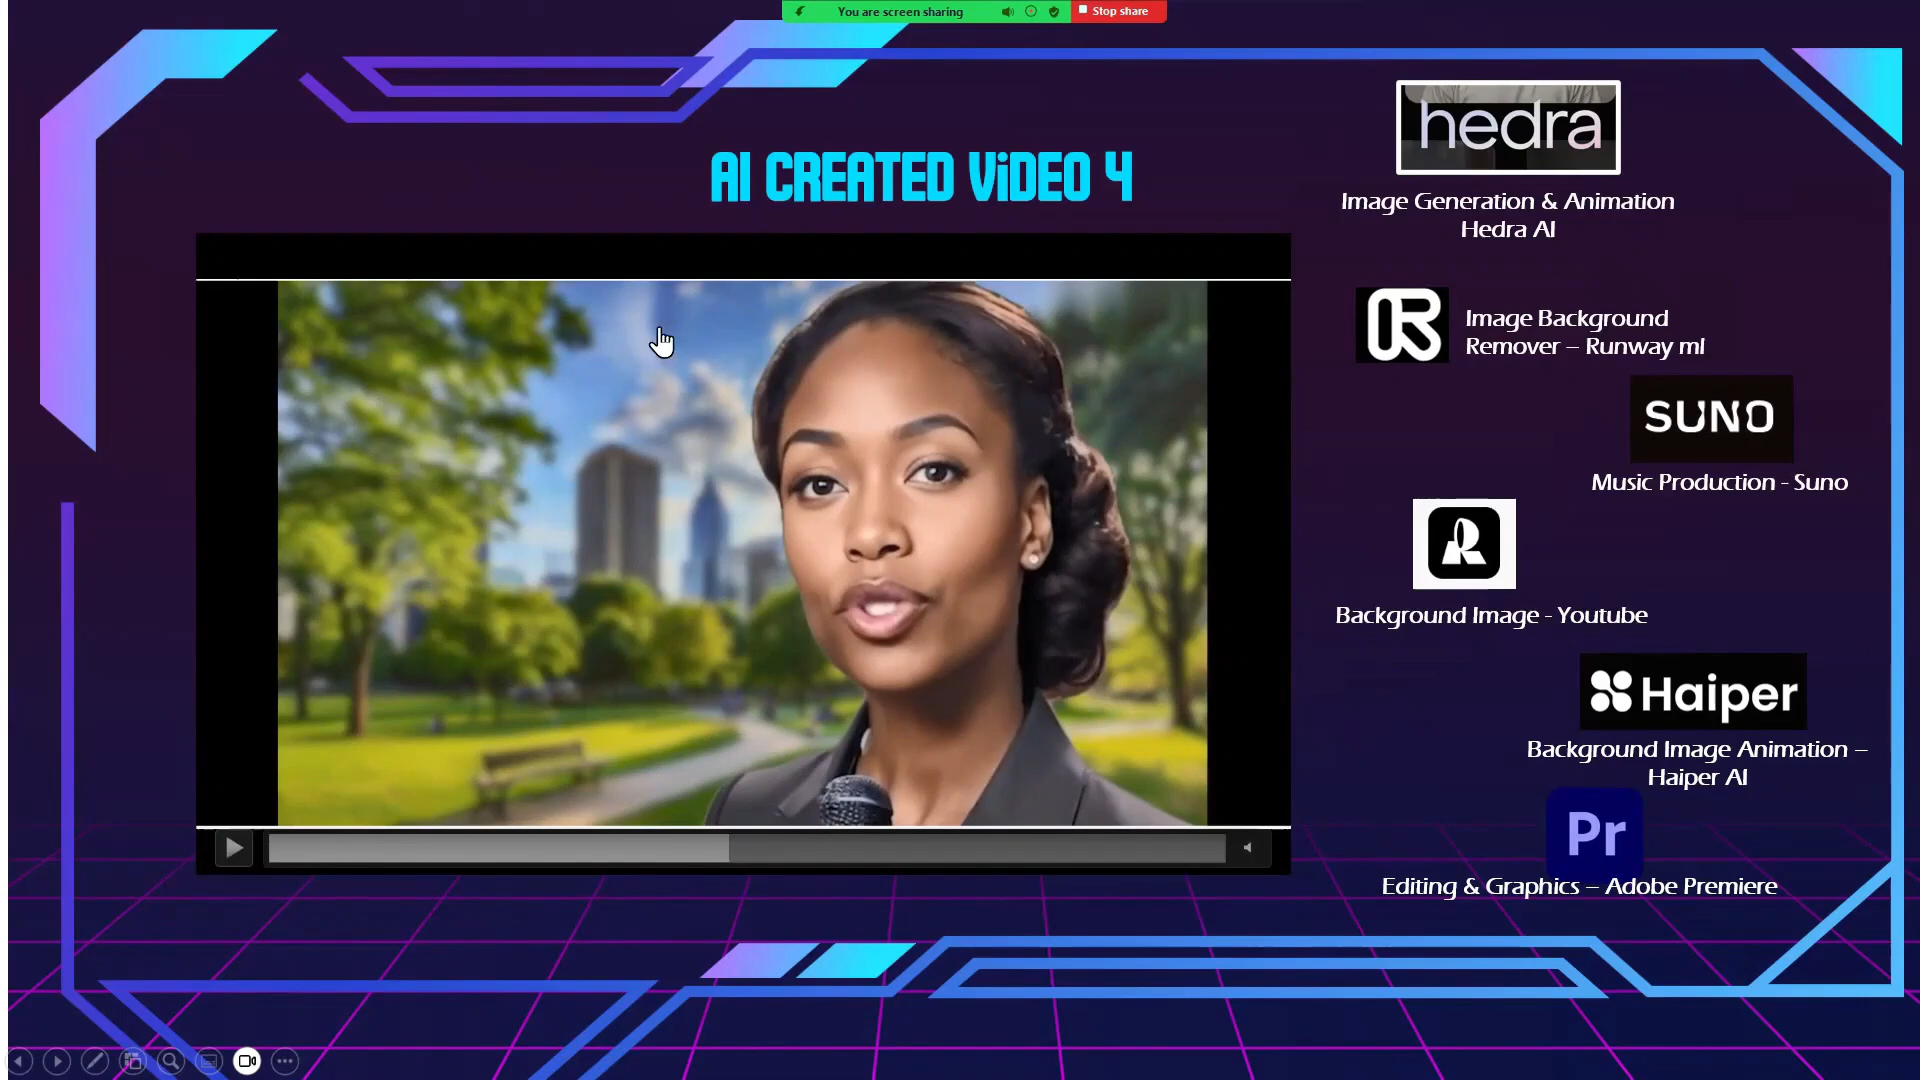 You are screen sharing
Stop share
hedra
AI CREATED ViDEO 4
Image Generation & Animation
Hedra AI
Image Background
Remover – Runway ml
SUNO
Music Production - Suno
Background Image - Youtube
Haiper
Background Image Animation –
Haiper AI
Pr
Editing & Graphics – Adobe Premiere